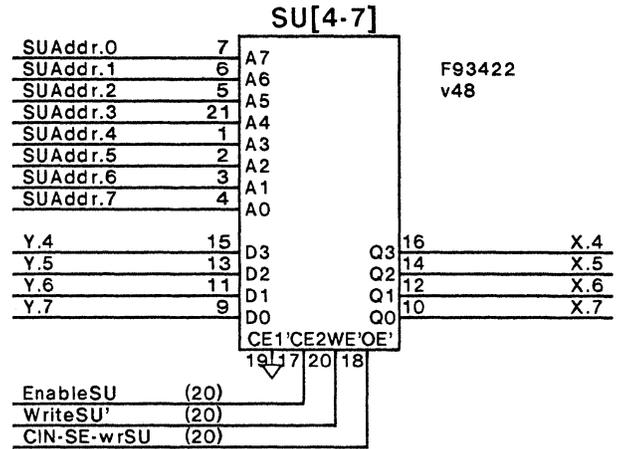 SU[4-7]
SUAddr.0 7 A7
SUAddr.1 6 A6
SUAddr.2 5 A5
SUAddr.3 21 A4
SUAddr.4 1 A3
SUAddr.5 2 A2
SUAddr.6 3 A1
SUAddr.7 4 A0
F93422
v48
Y.4 15 D3 Q3 16 X.4
Y.5 13 D2 Q2 14 X.5
Y.6 11 D1 Q1 12 X.6
Y.7 9 D0 Q0 10 X.7
CE1'CE2WE'OE'
19 17 20 18
EnableSU (20)
WriteSU' (20)
CIN-SE-wrSU (20)